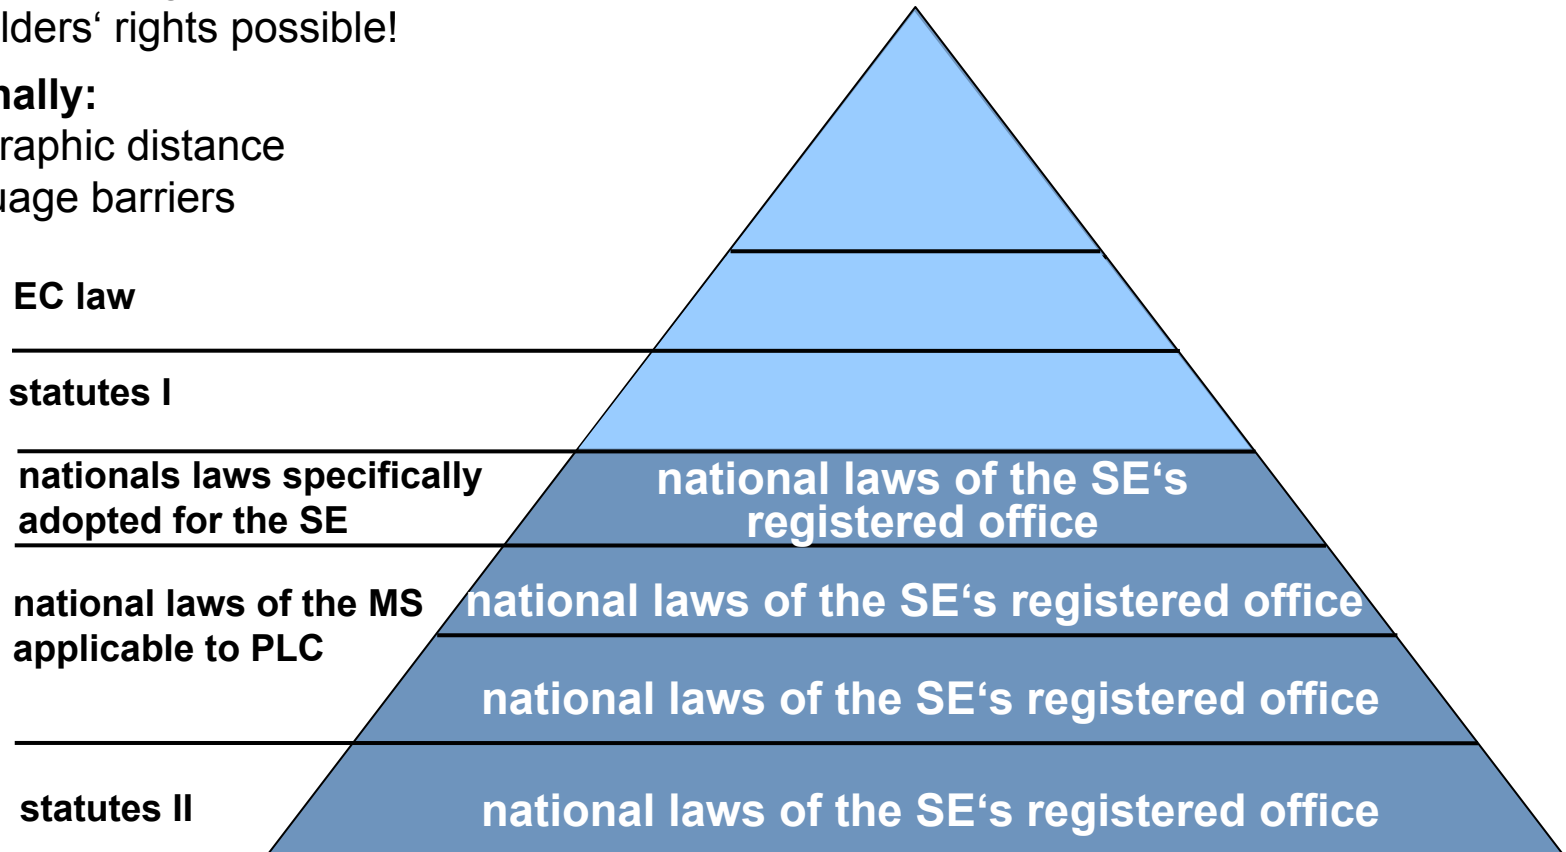 lders‘ rights possible!
nally:
raphic distance
uage barriers
EC law
statutes I
nationals laws specifically
adopted for the SE
national laws of the SE‘s
registered office
national laws of the MS
applicable to PLC
national laws of the SE‘s registered office
national laws of the SE‘s registered office
statutes II
national laws of the SE‘s registered office